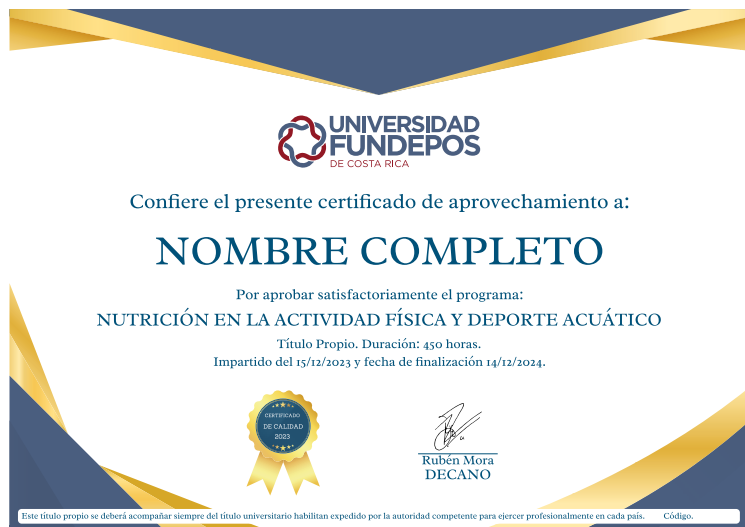 UNIVERSIDAD
FUNDEPOS
DE COSTA RICA
Confiere el presente certificado de aprovechamiento a:
NOMBRE COMPLETO
Por aprobar satisfactoriamente el programa:
NUTRICIÓN EN LA ACTIVIDAD FÍSICA Y DEPORTE ACUÁTICO
Título Propio. Duración: 450 horas.
Impartido del 15/12/2023 y fecha de finalización 14/12/2024.
CERTIFICADO
DE CALIDAD
2023
Rubén Mora
DECANO
Este título propio se deberá acompañar siempre del título universitario habilitan expedido por la autoridad competente para ejercer profesionalmente en cada país. Código.